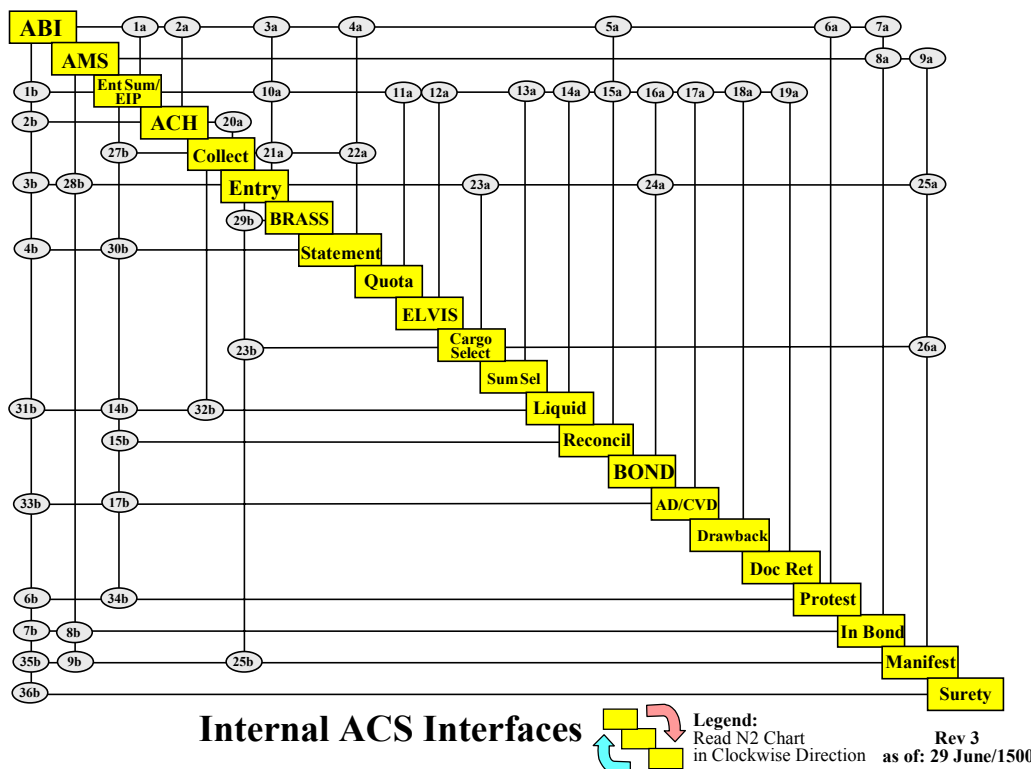 ABI 1a 2a 3a 4a 5a 6a 7a
AMS 8a 9a
1b Ent Sum/ EIP 10a 11a 12a 13a 14a 15a 16a 17a 18a 19a
2b ACH 20a
27b Collect 21a 22a
3b 28b Entry 23a 24a 25a
29b BRASS
4b 30b Statement
Quota
ELVIS
23b Cargo Select 26a
Sum Sel
31b 14b 32b Liquid
15b Reconcil
BOND
33b 17b AD/CVD
Drawback
Doc Ret
6b 34b Protest
7b 8b In Bond
35b 9b 25b Manifest
36b Surety
Internal ACS Interfaces
Legend:
Read N2 Chart
in Clockwise Direction
Rev 3
as of: 29 June/1500